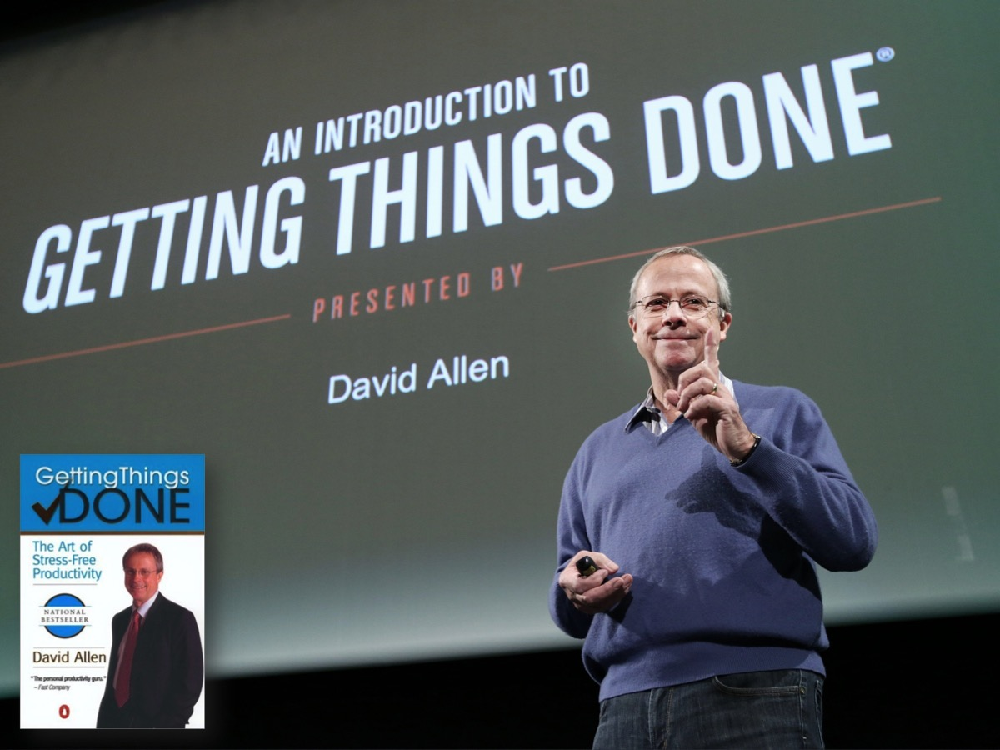 AN INTRODUCTION TO
GETTING THINGS DONE®
PRESENTED BY
David Allen
GettingThings
DONE
The Art of
Stress-Free
Productivity
NATIONAL
BESTSELLER
David Allen
"The personal productivity guru."
– Fast Company